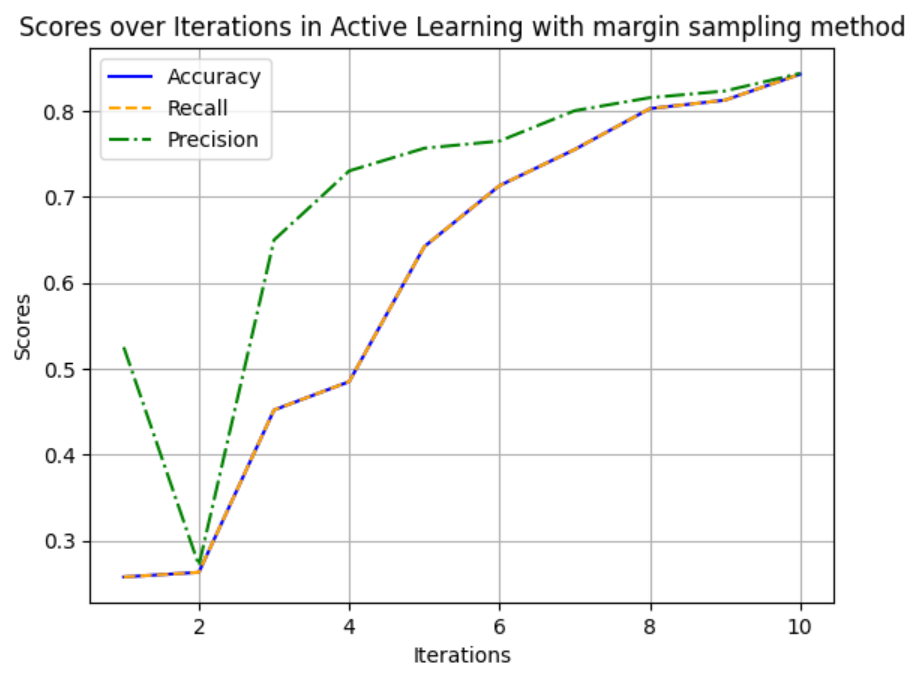 Scores over Iterations in Active Learning with margin sampling method
Accuracy
Recall
Precision
0.8
0.7
0.6
0.5
0.4
0.3
Scores
2 4 6 8 10
Iterations